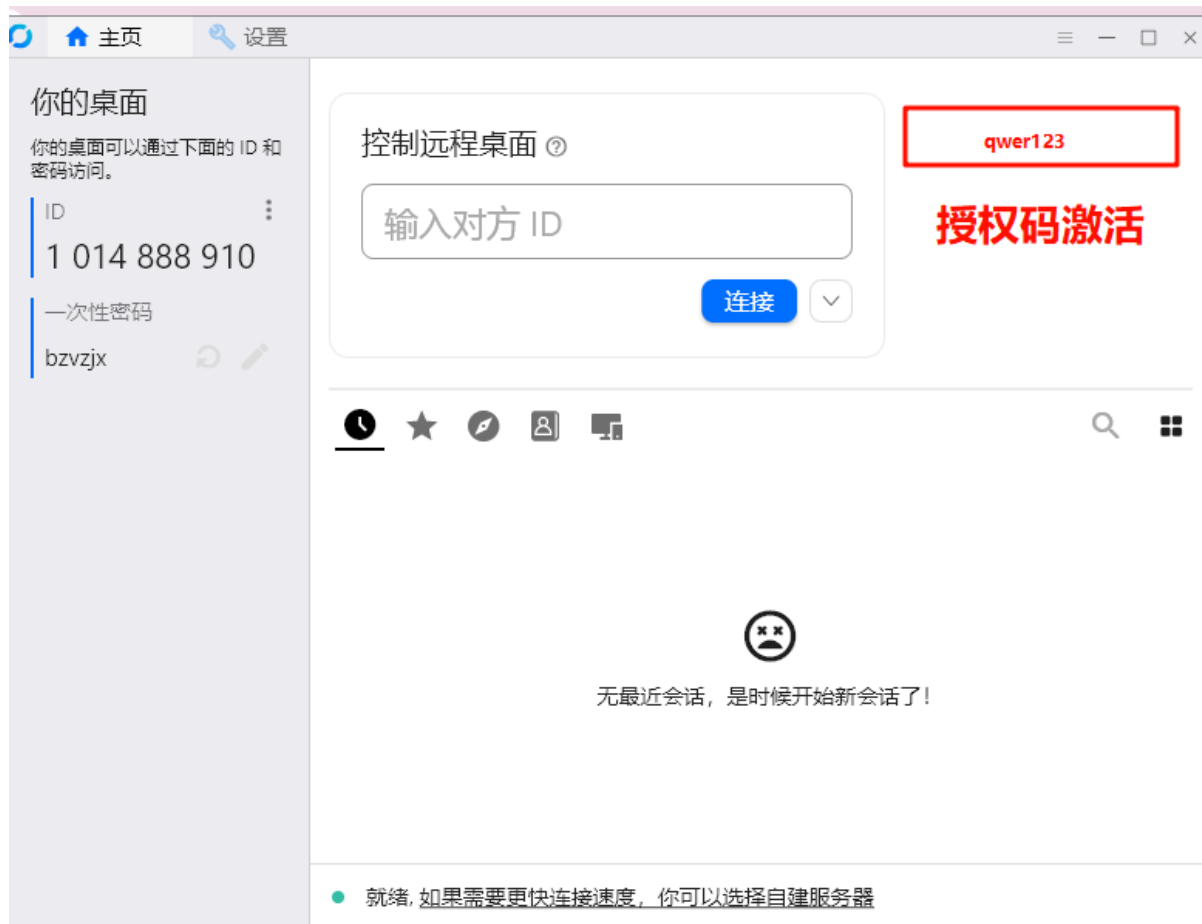 主页
设置
你的桌面
你的桌面可以通过下面的 ID 和
密码访问。
ID
1 014 888 910
一次性密码
bzvzjx
控制远程桌面
输入对方 ID
连接
qwer123
授权码激活
无最近会话，是时候开始新会话了!
就绪, 如果需要更快连接速度，你可以选择自建服务器